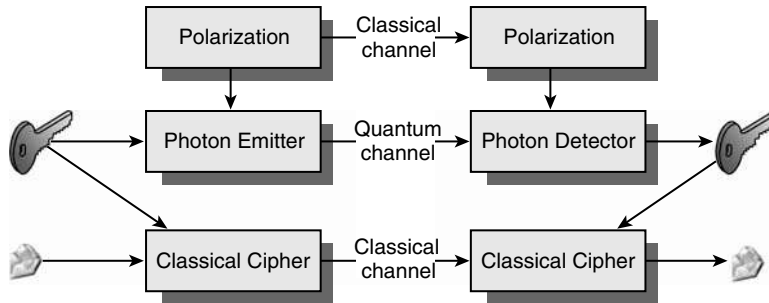 Polarization
Classical
channel
Polarization
Photon Emitter
Quantum
channel
Photon Detector
Classical Cipher
Classical
channel
Classical Cipher